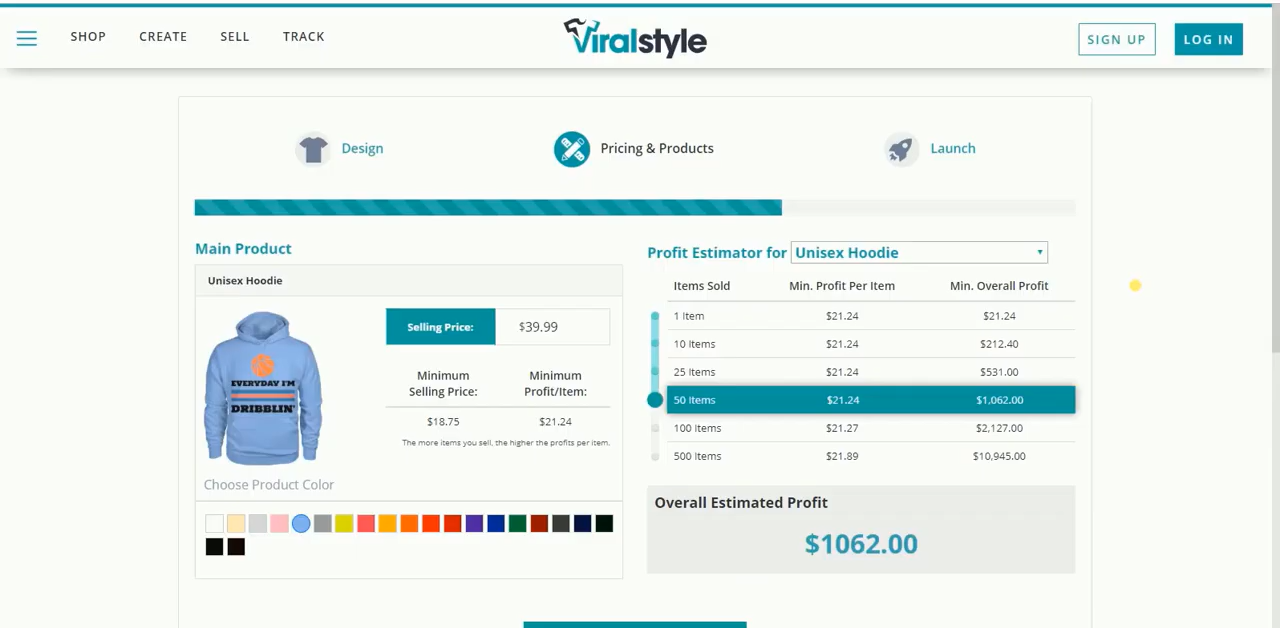 SHOP CREATE SELL TRACK Viralstyle SIGN UP LOG IN
Design Pricing & Products Launch
Main Product
Unisex Hoodie
EVERYDAY I'M
DRIBBLIN'
Selling Price: $39.99
Minimum Selling Price: Minimum Profit/Item:
$18.75 $21.24
The more items you sell, the higher the profits per item.
Choose Product Color
Profit Estimator for Unisex Hoodie
Items Sold Min. Profit Per Item Min. Overall Profit
1 Item $21.24 $21.24
10 Items $21.24 $212.40
25 Items $21.24 $531.00
50 Items $21.24 $1,062.00
100 Items $21.27 $2,127.00
500 Items $21.89 $10,945.00
Overall Estimated Profit
$1062.00